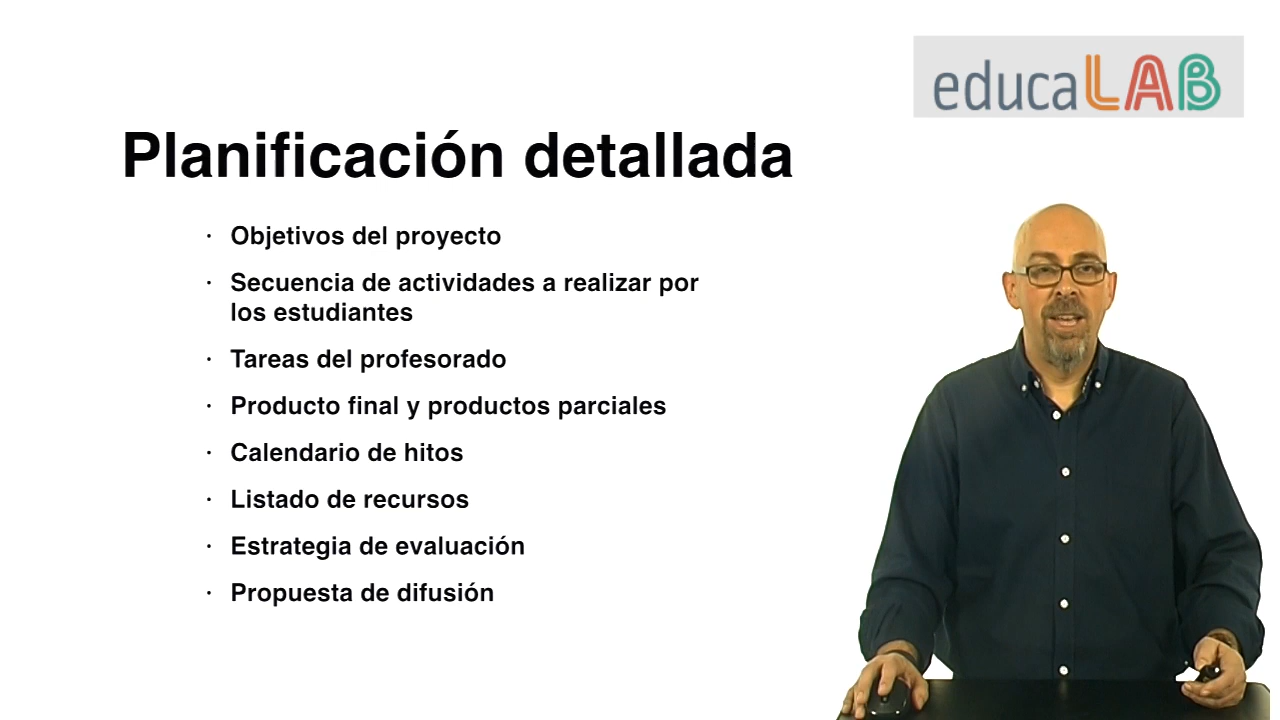 educaLAB
Planificación detallada
· Objetivos del proyecto
· Secuencia de actividades a realizar por
los estudiantes
· Tareas del profesorado
· Producto final y productos parciales
· Calendario de hitos
· Listado de recursos
· Estrategia de evaluación
· Propuesta de difusión